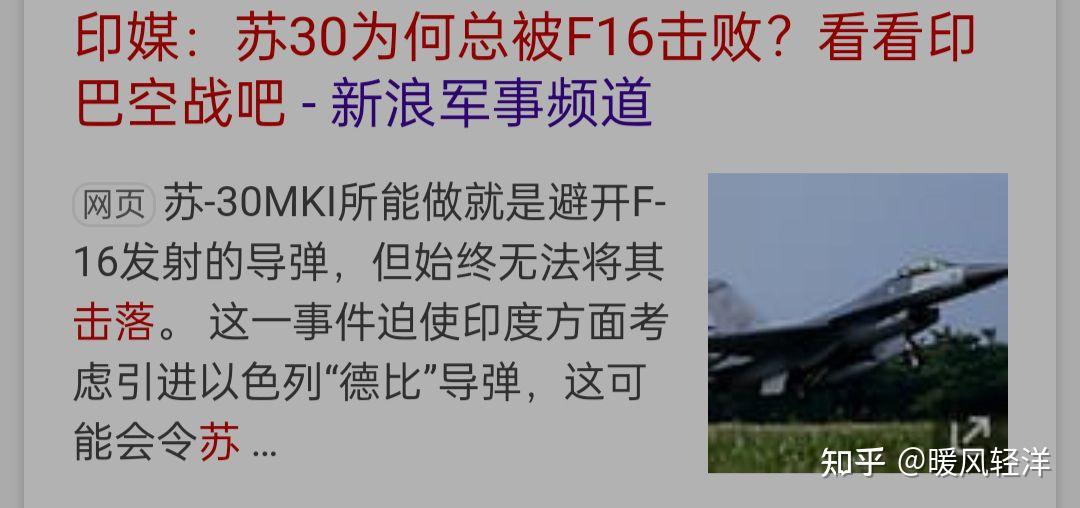 印媒：苏30为何总被F16击败？看看印
巴空战吧 - 新浪军事频道
网页 苏-30MKI所能做就是避开F-
16发射的导弹，但始终无法将其
击落。 这一事件迫使印度方面考
虑引进以色列“德比”导弹，这可
能会令苏 ...
知乎 @暖风轻洋